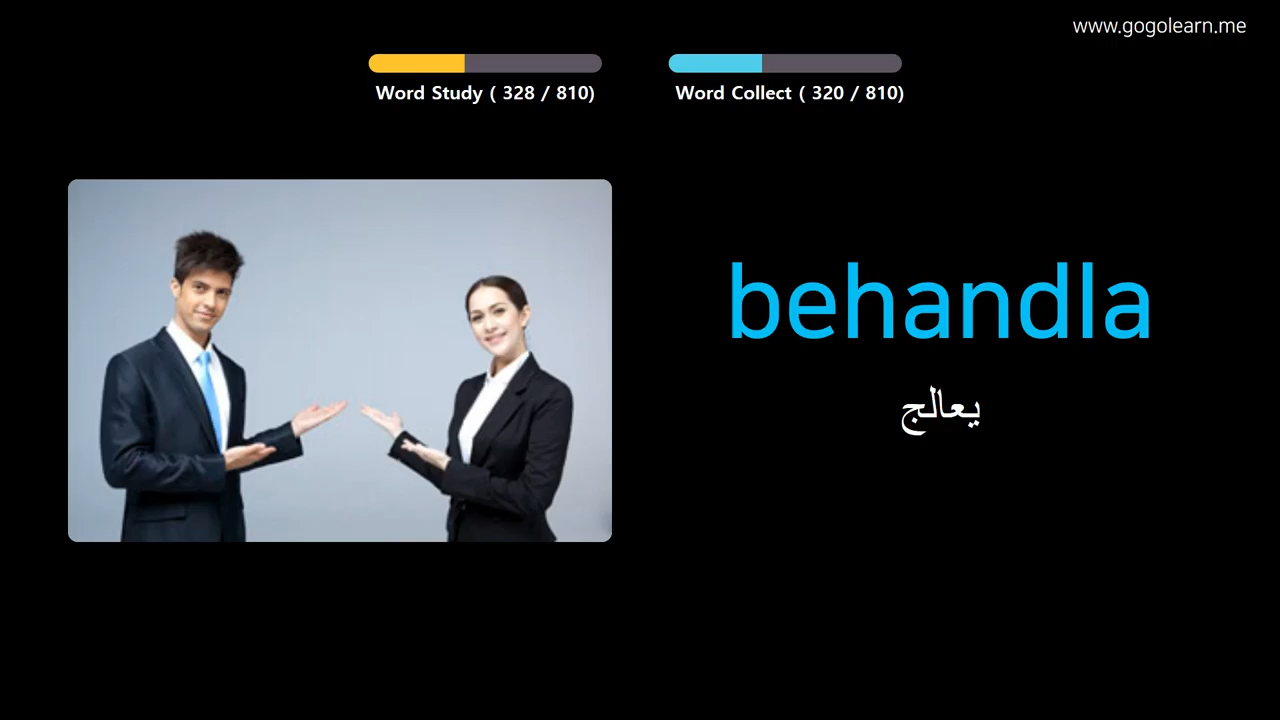 www.gogolearn.me
Word Study ( 328 / 810)
Word Collect ( 320 / 810)
behandla
يعالج